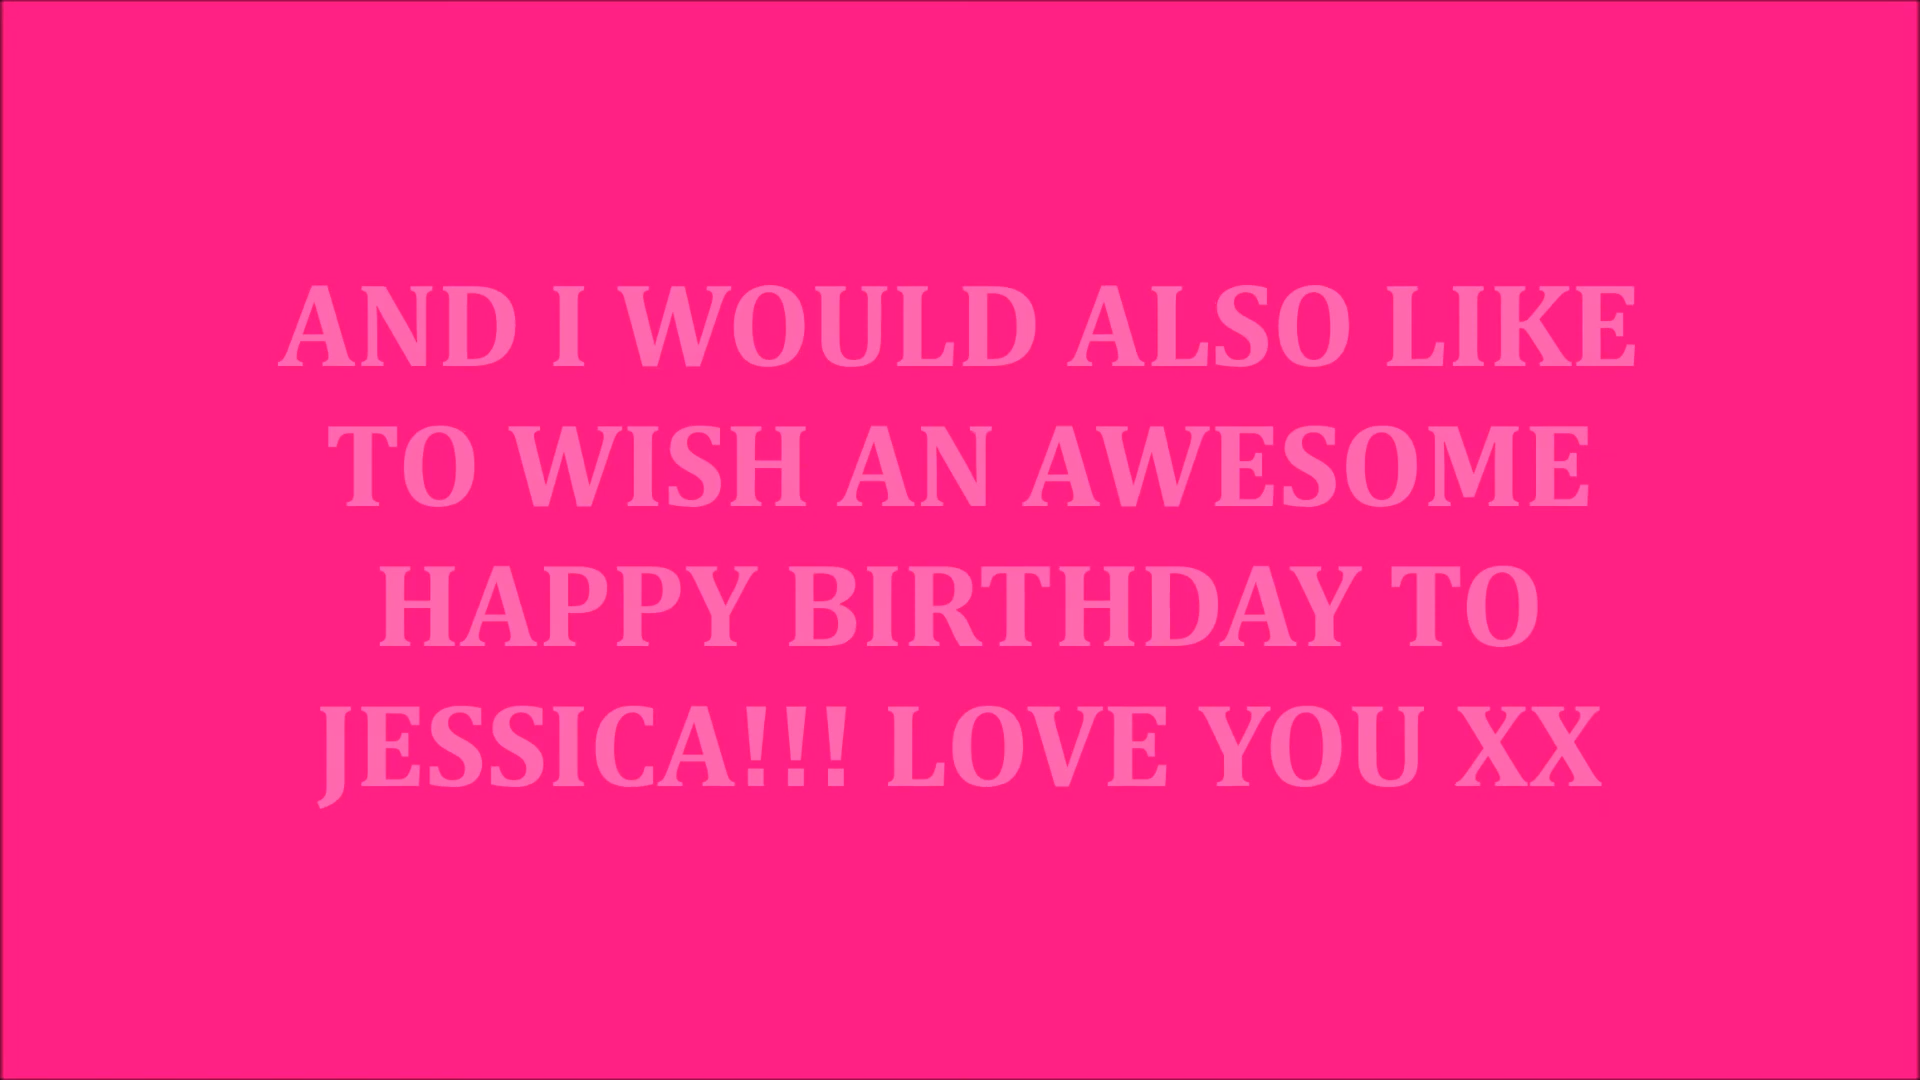 AND I WOULD ALSO LIKE
TO WISH AN AWESOME
HAPPY BIRTHDAY TO
JESSICA!!! LOVE YOU XX